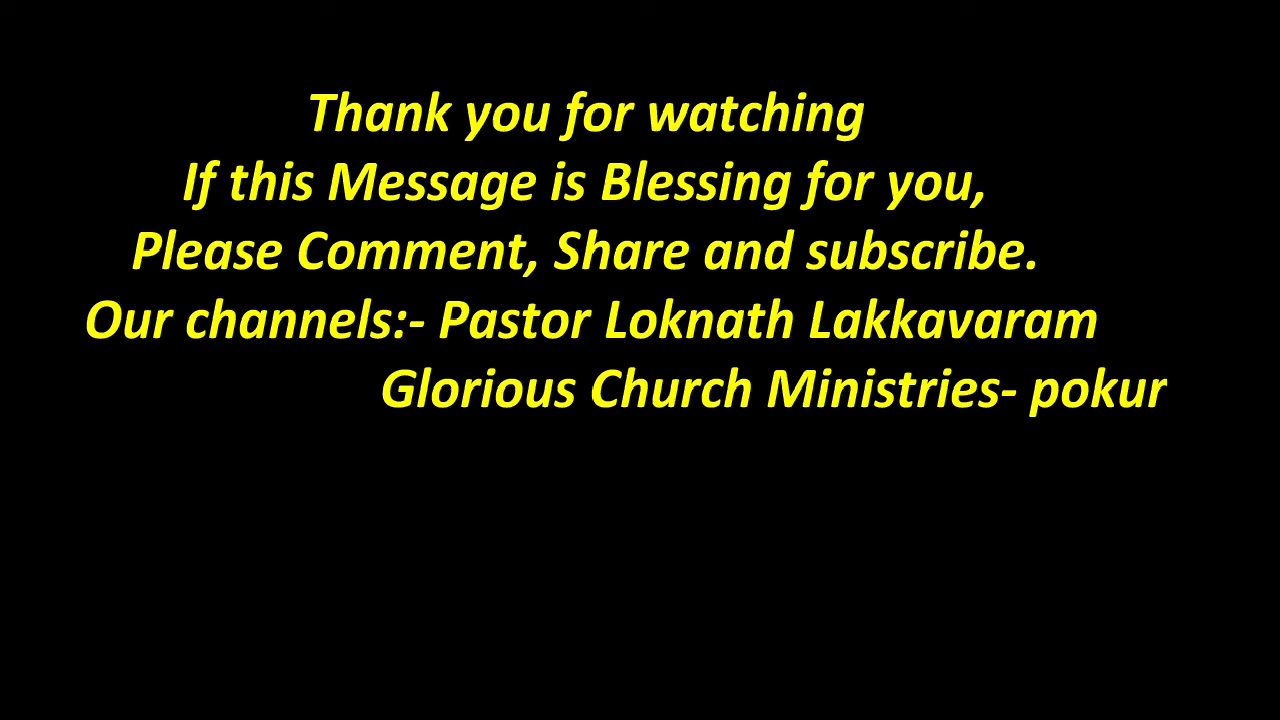 Thank you for watching
If this Message is Blessing for you,
Please Comment, Share and subscribe.
Our channels:- Pastor Loknath Lakkavaram
Glorious Church Ministries- pokur